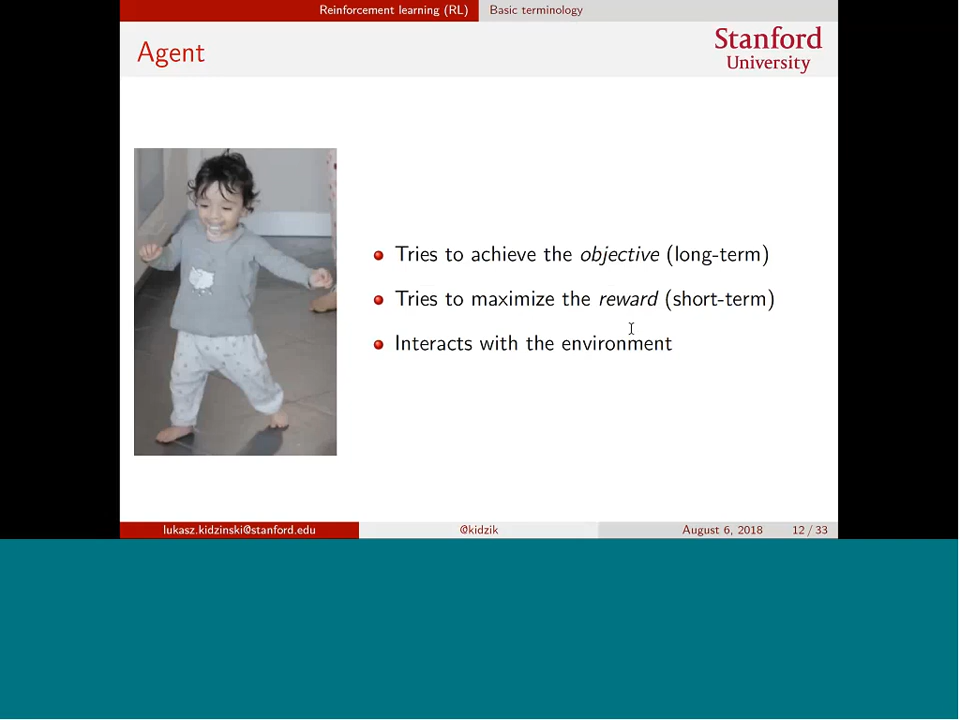 Reinforcement learning (RL) Basic terminology
Agent
Stanford
University
Tries to achieve the objective (long-term)
Tries to maximize the reward (short-term)
Interacts with the environment
lukasz.kidzinski@stanford.edu @kidzik August 6, 2018 12 / 33